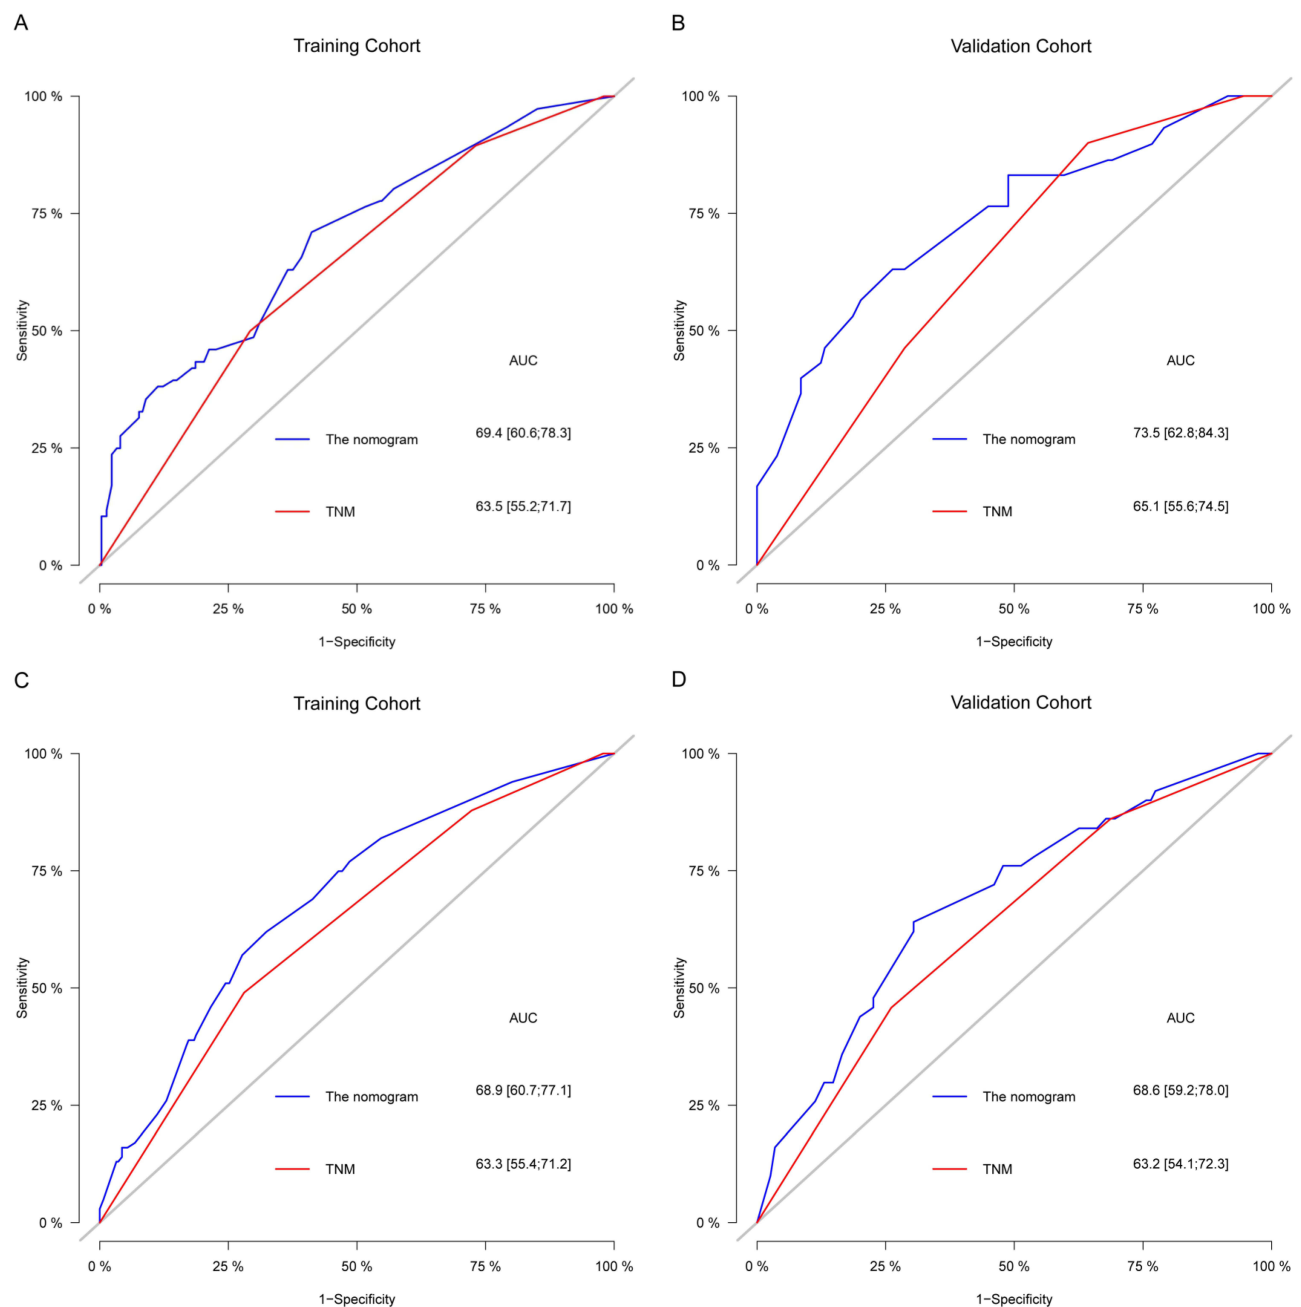 A
Training Cohort
100 %
75 %
50 %
25 %
0 %
Sensitivity
AUC
The nomogram 69.4 [60.6;78.3]
TNM 63.5 [55.2;71.7]
0 % 25 % 50 % 75 % 100 %
1−Specificity
B
Validation Cohort
100 %
75 %
50 %
25 %
0 %
Sensitivity
AUC
The nomogram 73.5 [62.8;84.3]
TNM 65.1 [55.6;74.5]
0 % 25 % 50 % 75 % 100 %
1−Specificity
C
Training Cohort
100 %
75 %
50 %
25 %
0 %
Sensitivity
AUC
The nomogram 68.9 [60.7;77.1]
TNM 63.3 [55.4;71.2]
0 % 25 % 50 % 75 % 100 %
1−Specificity
D
Validation Cohort
100 %
75 %
50 %
25 %
0 %
Sensitivity
AUC
The nomogram 68.6 [59.2;78.0]
TNM 63.2 [54.1;72.3]
0 % 25 % 50 % 75 % 100 %
1−Specificity